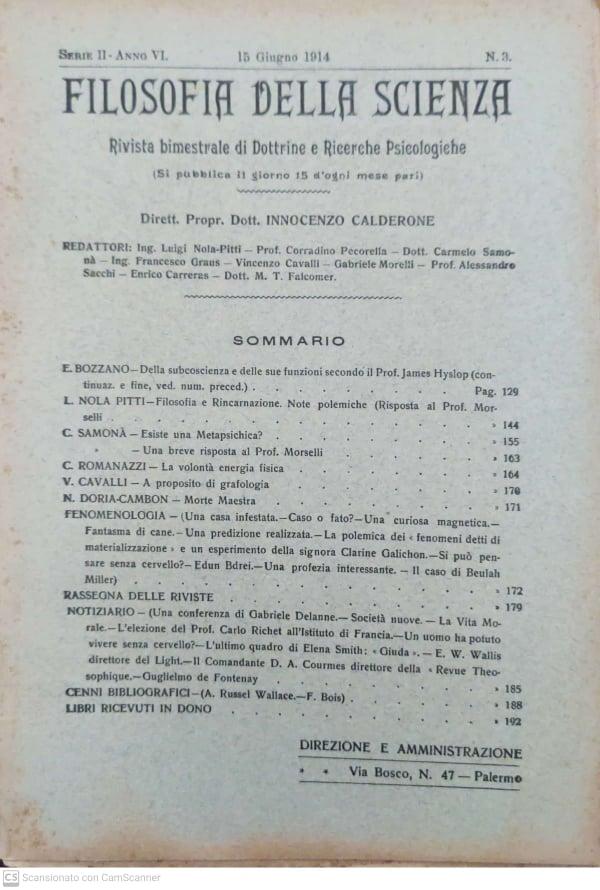 SERIE II - ANNO VI. 15 Giugno 1914 N. 3.
FILOSOFIA DELLA SCIENZA
Rivista bimestrale di Dottrine e Ricerche Psicologiche
(Si pubblica il giorno 15 d'ogni mese pari)
Dirett. Propr. Dott. INNOCENZO CALDERONE
REDATTORI: Ing. Luigi Nola-Pitti — Prof. Corradino Pecorella — Dott. Carmelo Samo-
nà — Ing. Francesco Graus — Vincenzo Cavalli — Gabriele Morelli — Prof. Alessandro
Sacchi — Enrico Carreras — Dott. M. T. Falcomer.
SOMMARIO
E. BOZZANO—Della subcoscienza e delle sue funzioni secondo il Prof. James Hyslop (con-
tinuaz. e fine, ved. num. preced.) . . . . . . . . Pag. 129
L. NOLA PITTI—Filosofia e Rincarnazione. Note polemiche (Risposta al Prof. Mor-
selli . . . . . . . . . . . . . » 144
C. SAMONÀ — Esiste una Metapsichica? . . . . . . . » 155
» — Una breve risposta al Prof. Morselli . . . . . » 163
C. ROMANAZZI — La volontà energia fisica . . . . . . » 164
V. CAVALLI — A proposito di grafologia . . . . . . » 170
N. DORIA-CAMBON — Morte Maestra . . . . . . . » 171
FENOMENOLOGIA — (Una casa infestata.—Caso o fato?—Una curiosa magnetica.—
Fantasma di cane.—Una predizione realizzata.—La polemica dei « fenomeni detti di
materializzazione » e un esperimento della signora Clarine Galichon.—Si può pen-
sare senza cervello?—Edun Bdrei.—Una profezia interessante. — Il caso di Beulah
Miller) . . . . . . . . . . . . » 172
RASSEGNA DELLE RIVISTE . . . . . . . . » 179
NOTIZIARIO — (Una conferenza di Gabriele Delanne.— Società nuove. — La Vita Mo-
rale.—L'elezione del Prof. Carlo Richet all'Istituto di Francia.—Un uomo ha potuto
vivere senza cervello?—L'ultimo quadro di Elena Smith: « Giuda ».— E. W. Wallis
direttore del Light.—Il Comandante D. A. Courmes direttore della « Revue Theo-
sophique.—Guglielmo de Fontenay . . . . . . . » 185
CENNI BIBLIOGRAFICI—(A. Russel Wallace.—F. Bois) . . . . » 188
LIBRI RICEVUTI IN DONO . . . . . . . . » 192
DIREZIONE E AMMINISTRAZIONE
* * Via Bosco, N. 47 — Palermo
CS Scansionato con CamScanner